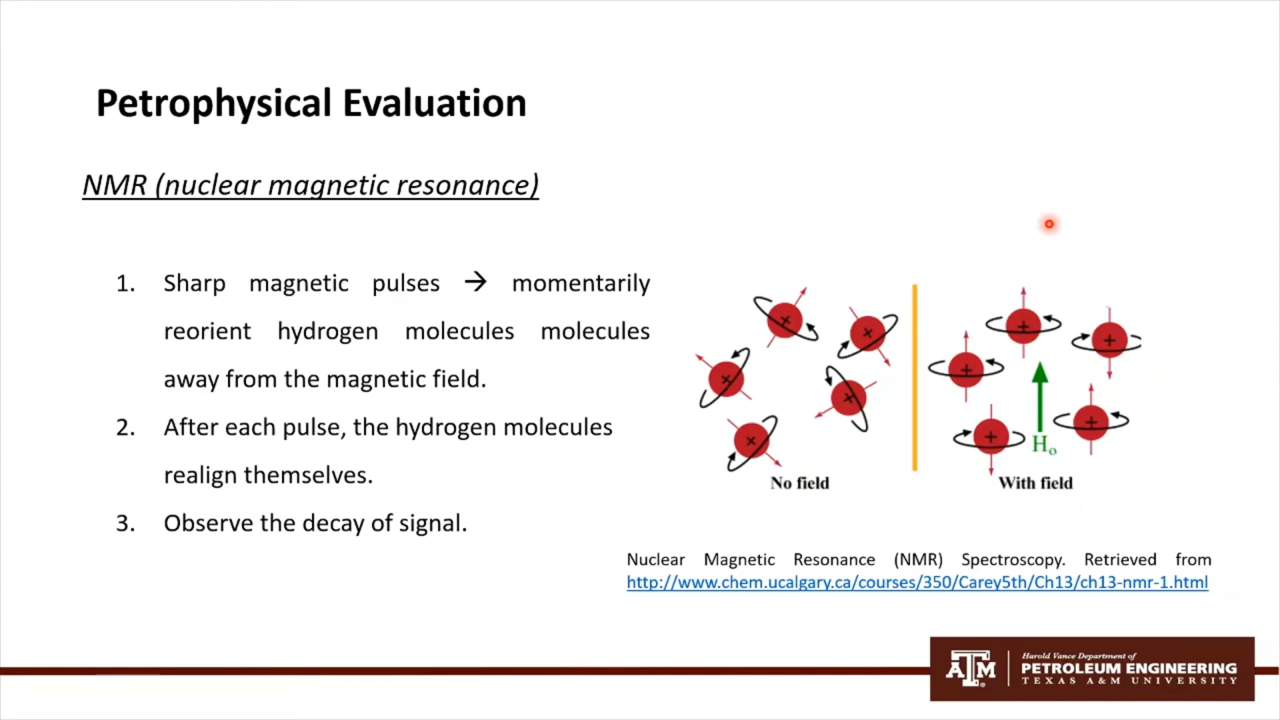 Petrophysical Evaluation
NMR (nuclear magnetic resonance)
1. Sharp magnetic pulses → momentarily
reorient hydrogen molecules molecules
away from the magnetic field.
2. After each pulse, the hydrogen molecules
realign themselves.
3. Observe the decay of signal.
+ + + + +
+ + + + +
H₀
No field
With field
Nuclear Magnetic Resonance (NMR) Spectroscopy. Retrieved from
http://www.chem.ucalgary.ca/courses/350/Carey5th/Ch13/ch13-nmr-1.html
ATM
Harold Vance Department of
PETROLEUM ENGINEERING
TEXAS A&M UNIVERSITY